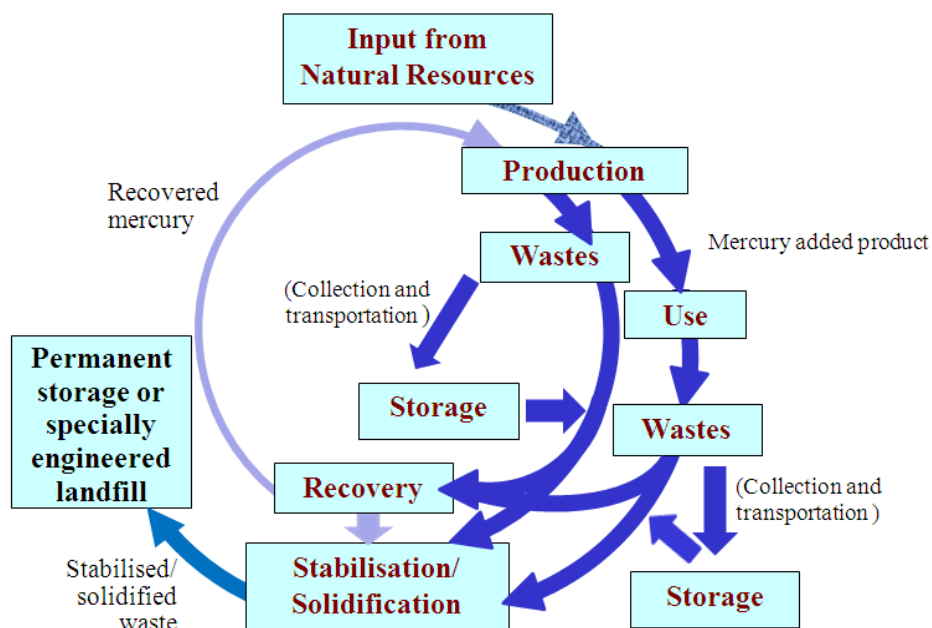 Input from
Natural Resources
Production
Recovered
mercury
Mercury added product
Wastes
(Collection and
transportation )
Use
Permanent
storage or
specially
engineered
landfill
Storage
Wastes
Recovery
(Collection and
transportation )
Stabilisation/
Solidification
Stabilised/
solidified
waste
Storage